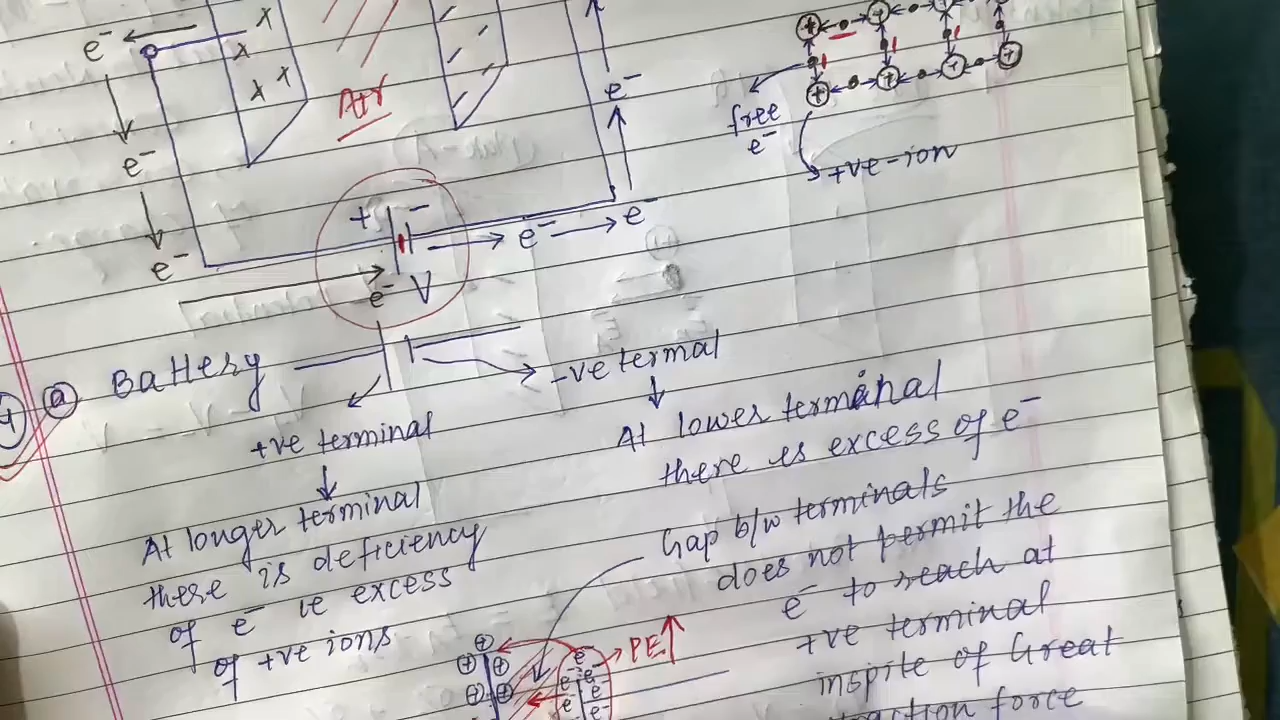 e⁻
x
x
x
x
Air
e⁻
e⁻
e⁻
+ −
e⁻
e⁻
e⁻
V
free
e⁻
+ve-ion
a Battery
-ve termal
+ve terminal
At lower terminal
there is excess of e⁻
At longer terminal
there is deficiency
of e⁻ ie excess
of +ve ions
Gap b/w terminals
does not permit the
e⁻ to reach at
+ve terminal
inspite of Great
force
PE↑
+
+ +
+ +
e⁻
e⁻ e⁻
e⁻
e⁻ e⁻